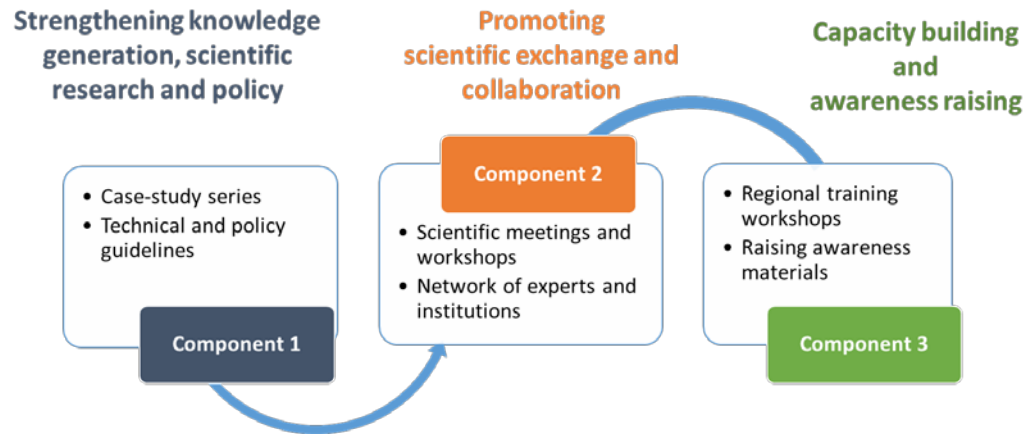 Strengthening knowledge
generation, scientific
research and policy
• Case-study series
• Technical and policy
guidelines
Component 1
Promoting
scientific exchange and
collaboration
Component 2
• Scientific meetings and
workshops
• Network of experts and
institutions
Capacity building
and
awareness raising
• Regional training
workshops
• Raising awareness
materials
Component 3